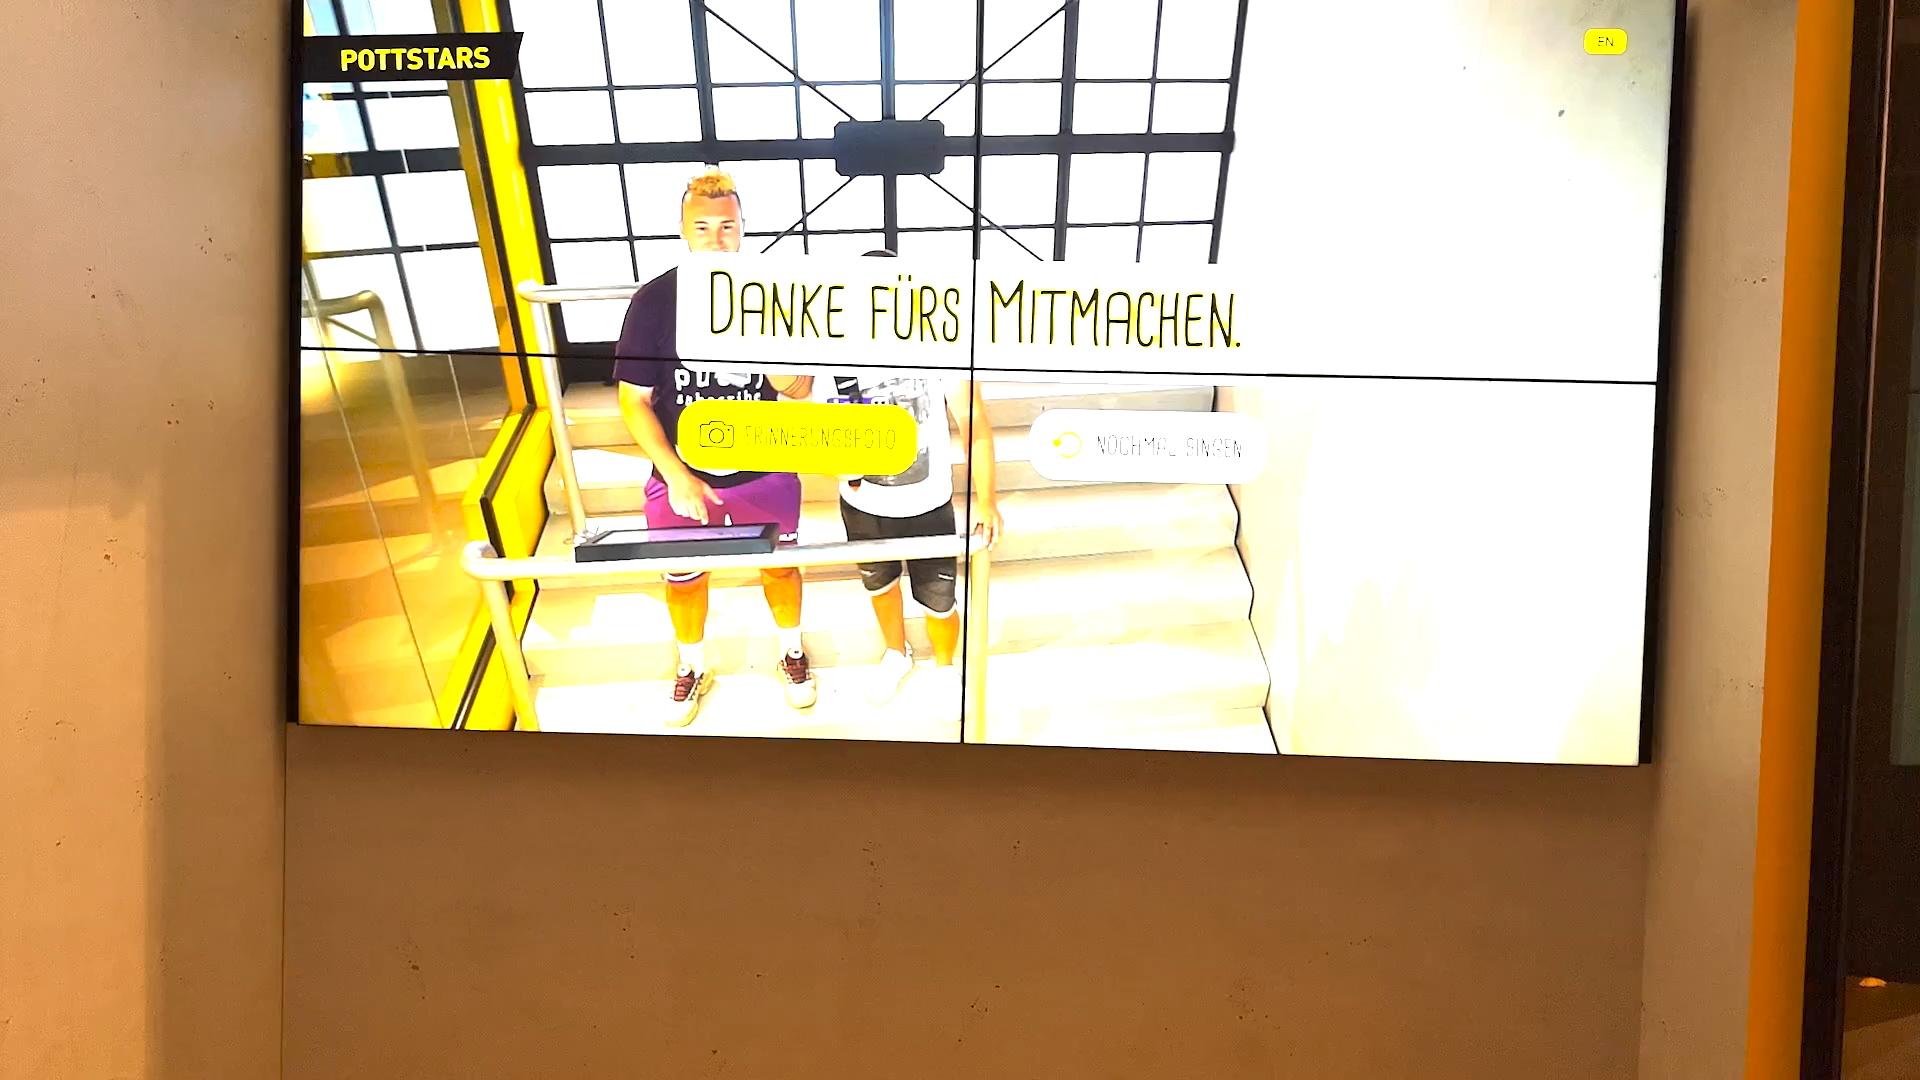 POTTSTARS
EN
DANKE FÜRS MITMACHEN.
ERINNERUNGSFOTO
NOCHMAL SINGEN